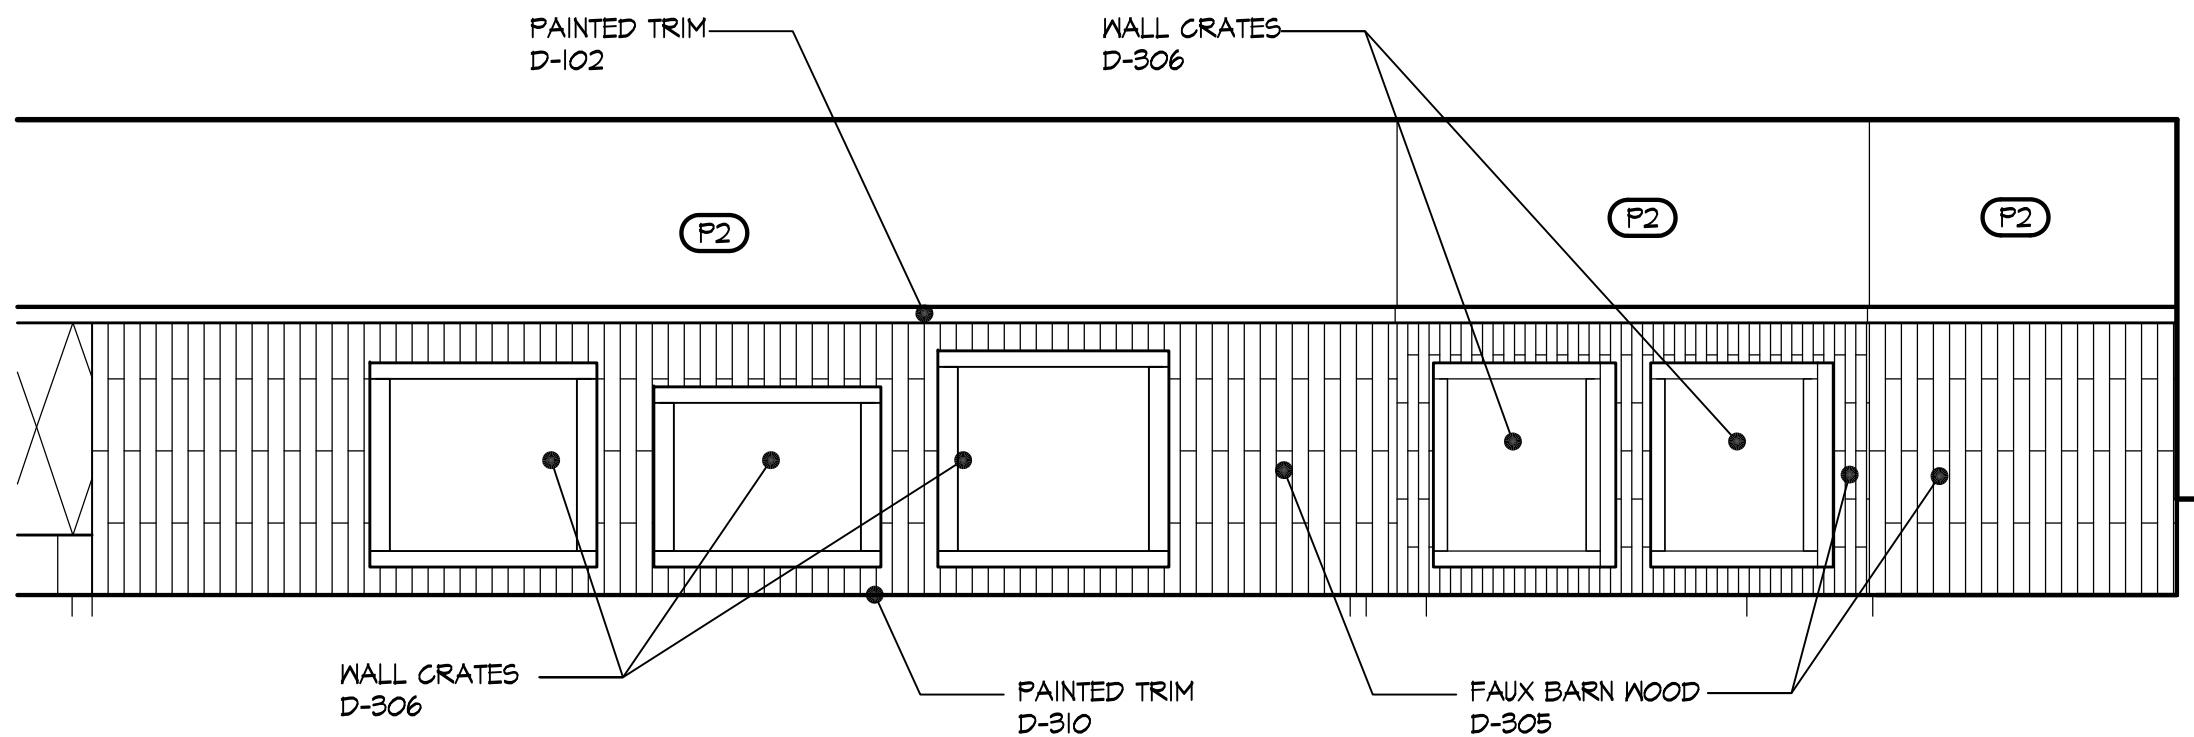 PAINTED TRIM
D-102
WALL CRATES
D-306
P2
P2
P2
WALL CRATES
D-306
PAINTED TRIM
D-310
FAUX BARN WOOD
D-305